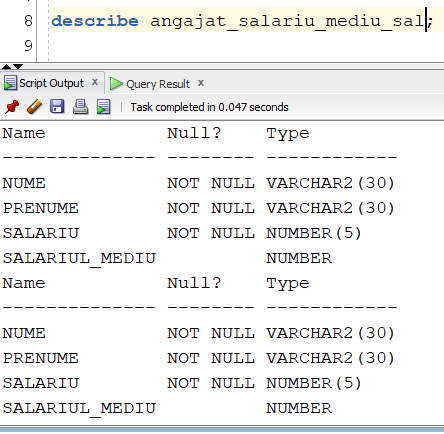 8 describe angajat_salariu_mediu_sal;
9
Script Output x Query Result x
Task completed in 0.047 seconds
Name Null? Type
-------------- -------- ------------
NUME NOT NULL VARCHAR2(30)
PRENUME NOT NULL VARCHAR2(30)
SALARIU NOT NULL NUMBER(5)
SALARIUL_MEDIU NUMBER
Name Null? Type
-------------- -------- ------------
NUME NOT NULL VARCHAR2(30)
PRENUME NOT NULL VARCHAR2(30)
SALARIU NOT NULL NUMBER(5)
SALARIUL_MEDIU NUMBER